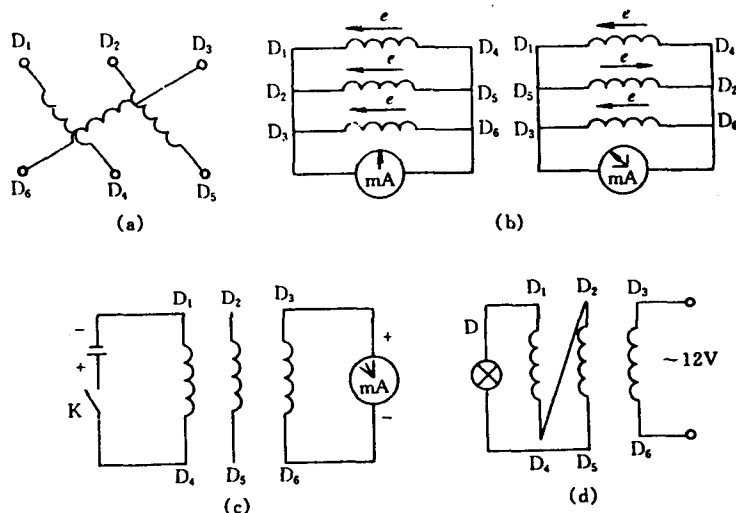 D₁ D₂ D₃
D₆ D₄ D₅
(a)
e e
D₁ D₄ D₁ D₄
e e
D₂ D₅ D₅ D₂
e e
D₃ D₆ D₃ D₆
mA mA
(b)
D₁ D₂ D₃
− +
+ mA
K −
D₄ D₅ D₆
(c)
D₁ D₂ D₃
D
~12V
D₄ D₅ D₆
(d)